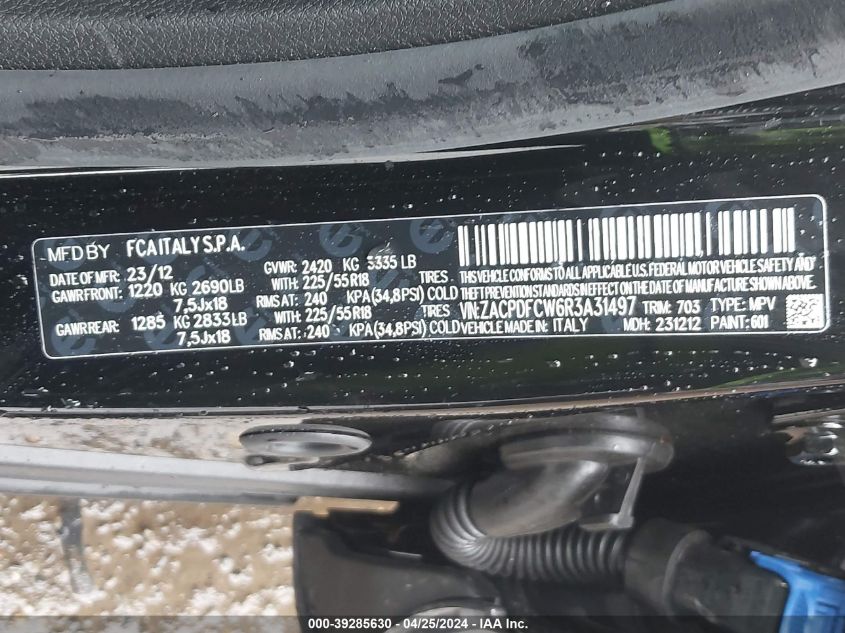 MFD BY FCA ITALY S.P.A.
DATE OF MFR: 23/12 GVWR: 2420 KG 5335 LB
GAWR FRONT: 1220 KG 2690LB WITH: 225/55R18 TIRES
7,5Jx18 RIMS AT: 240 KPA(34,8PSI) COLD
GAWR REAR: 1285 KG 2833LB WITH: 225/55R18 TIRES
7,5Jx18 RIMS AT: 240 KPA(34,8PSI) COLD
THIS VEHICLE CONFORMS TO ALL APPLICABLE U.S. FEDERAL MOTOR VEHICLE SAFETY AND
THEFT PREVENTION STANDARDS IN EFFECT ON THE DATE OF MANUFACTURE SHOWN ABOVE.
VIN:ZACPDFCW6R3A31497 TRIM: 703 TYPE: MPV
VEHICLE MADE IN: ITALY MDH: 231212 PAINT: 601
000-39285630 - 04/25/2024 - IAA Inc.